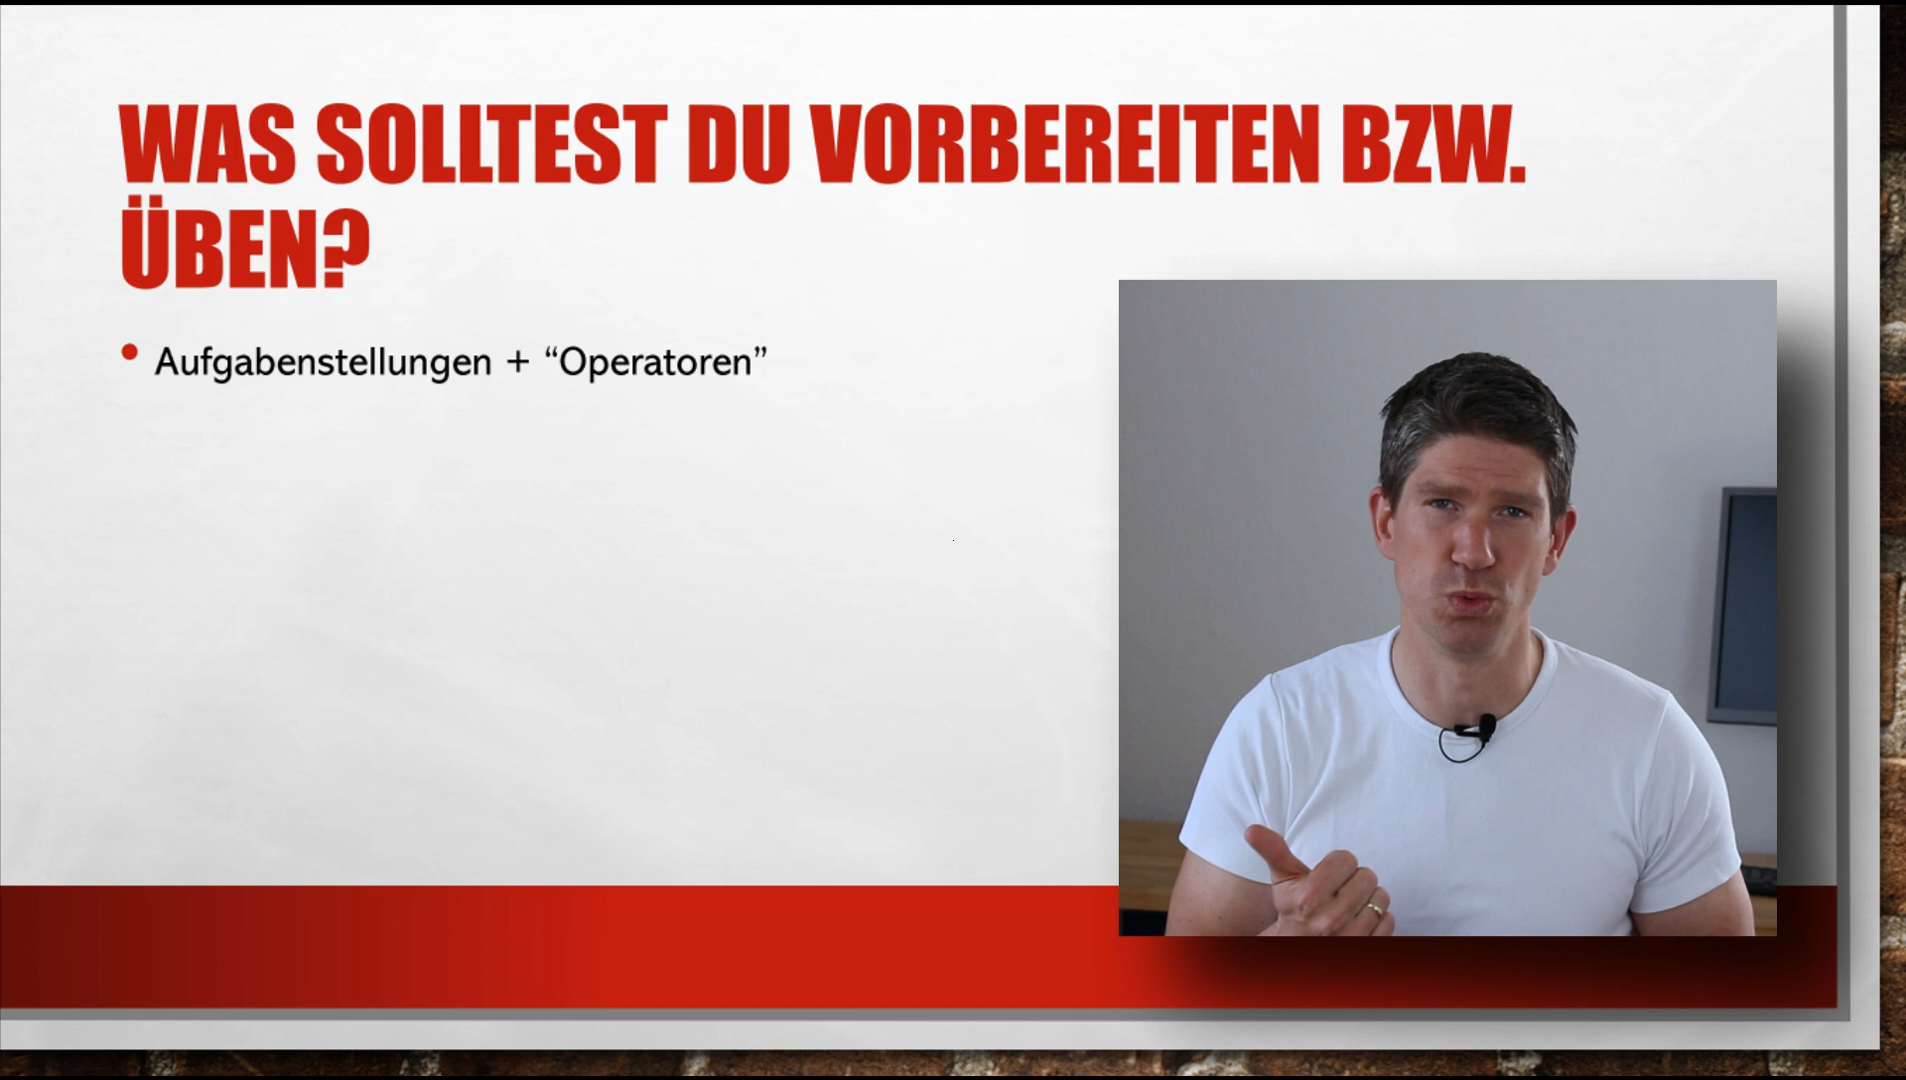 WAS SOLLTEST DU VORBEREITEN BZW.
ÜBEN?
• Aufgabenstellungen + “Operatoren”